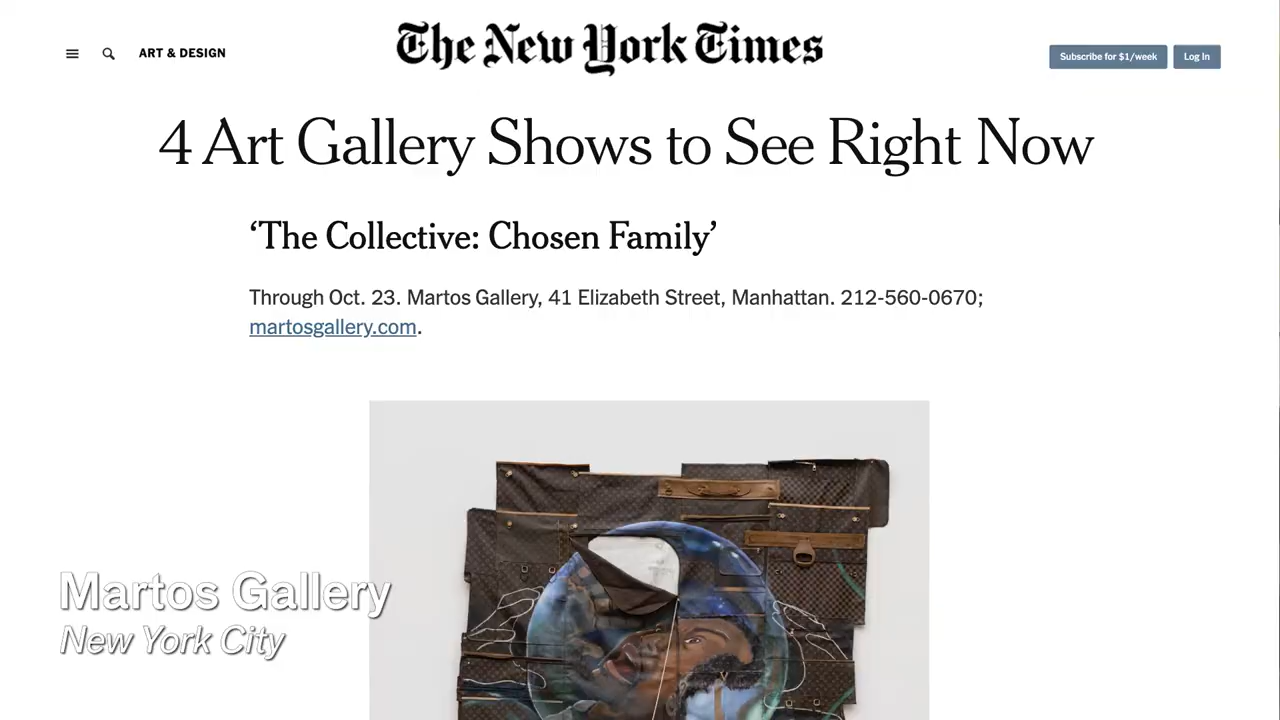 ART & DESIGN
The New York Times
Subscribe for $1/week
Log In
4 Art Gallery Shows to See Right Now
‘The Collective: Chosen Family’
Through Oct. 23. Martos Gallery, 41 Elizabeth Street, Manhattan. 212-560-0670;
martosgallery.com.
Martos Gallery
New York City